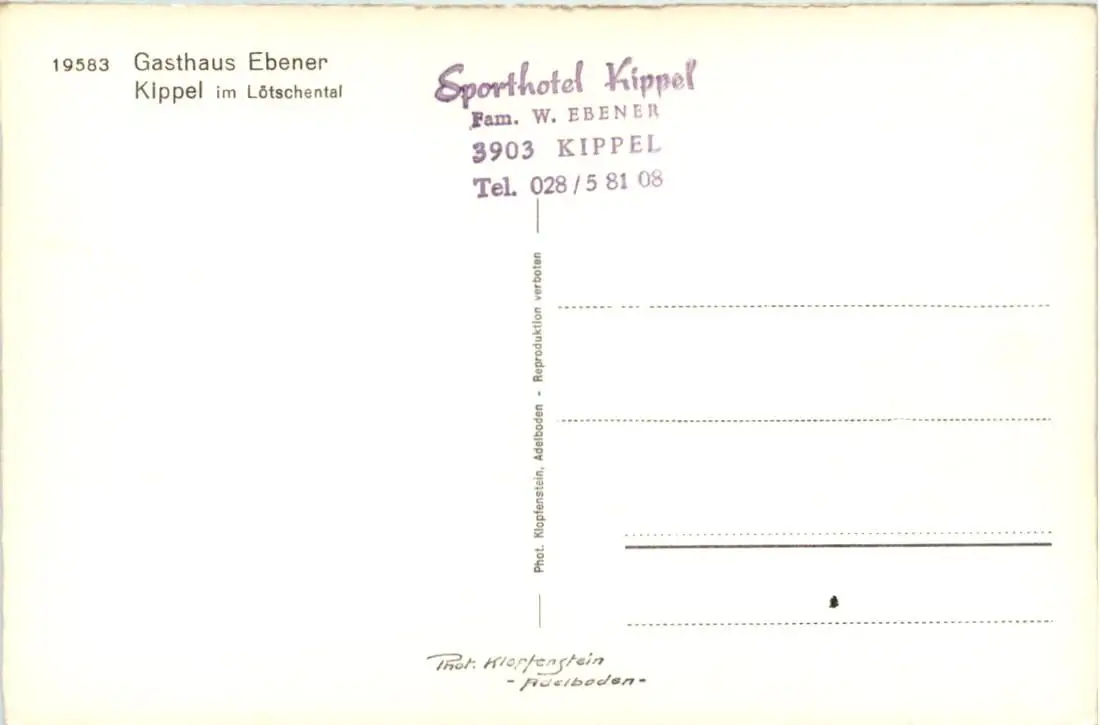 19583 Gasthaus Ebener
Kippel im Lötschental
Sporthotel Kippel
Fam. W. EBENER
3903 KIPPEL
Tel. 028/5 81 08
Phot. Klopfenstein, Adelboden - Reproduktion verboten
Phot. Klopfenstein
- Adelboden -